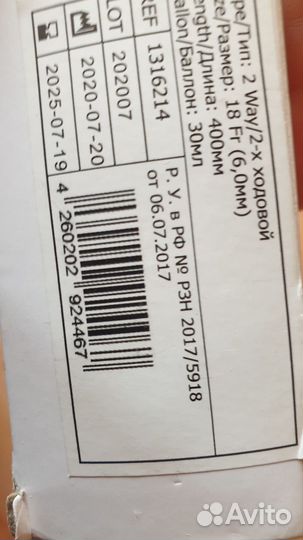 pe/Тип: 2 Way/2-х ходовой
ze/Размер: 18 Fr (6,0мм)
ength/Длина: 400мм
allon/Баллон: 30мл
REF 1316214
LOT 202007
2020-07-20
2025-07-19
Р. У. в РФ № РЗН 2017/5918
от 06.07.2017
4 260202 924467
Avito